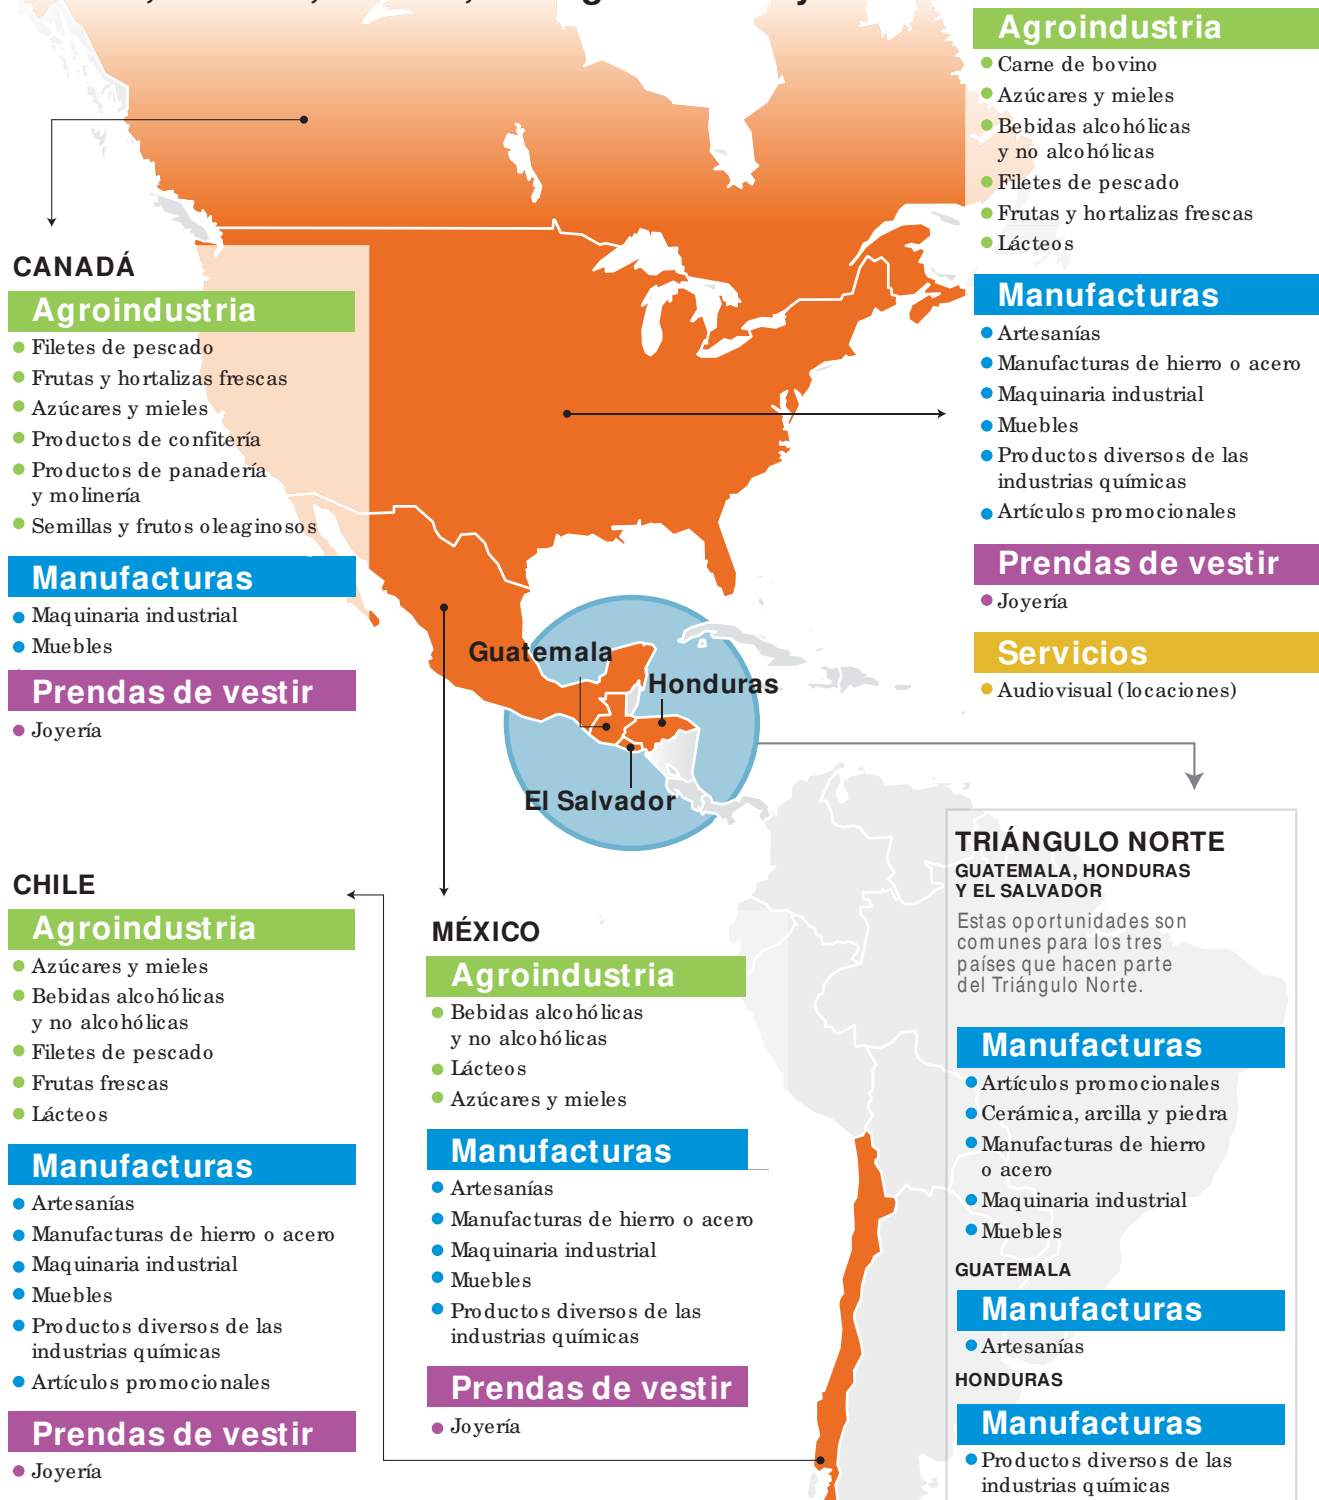 CANADÁ
Agroindustria
Filetes de pescado
Frutas y hortalizas frescas
Azúcares y mieles
Productos de confitería
Productos de panadería
y molinería
Semillas y frutos oleaginosos
Manufacturas
Maquinaria industrial
Muebles
Prendas de vestir
Joyería
Agroindustria
Carne de bovino
Azúcares y mieles
Bebidas alcohólicas
y no alcohólicas
Filetes de pescado
Frutas y hortalizas frescas
Lácteos
Manufacturas
Artesanías
Manufacturas de hierro o acero
Maquinaria industrial
Muebles
Productos diversos de las
industrias químicas
Artículos promocionales
Prendas de vestir
Joyería
Servicios
Audiovisual (locaciones)
Guatemala
Honduras
El Salvador
CHILE
Agroindustria
Azúcares y mieles
Bebidas alcohólicas
y no alcohólicas
Filetes de pescado
Frutas frescas
Lácteos
Manufacturas
Artesanías
Manufacturas de hierro o acero
Maquinaria industrial
Muebles
Productos diversos de las
industrias químicas
Artículos promocionales
Prendas de vestir
Joyería
MÉXICO
Agroindustria
Bebidas alcohólicas
y no alcohólicas
Lácteos
Azúcares y mieles
Manufacturas
Artesanías
Manufacturas de hierro o acero
Maquinaria industrial
Muebles
Productos diversos de las
industrias químicas
Prendas de vestir
Joyería
TRIÁNGULO NORTE
GUATEMALA, HONDURAS
Y EL SALVADOR
Estas oportunidades son
comunes para los tres
países que hacen parte
del Triángulo Norte.
Manufacturas
Artículos promocionales
Cerámica, arcilla y piedra
Manufacturas de hierro
o acero
Maquinaria industrial
Muebles
GUATEMALA
Manufacturas
Artesanías
HONDURAS
Manufacturas
Productos diversos de las
industrias químicas